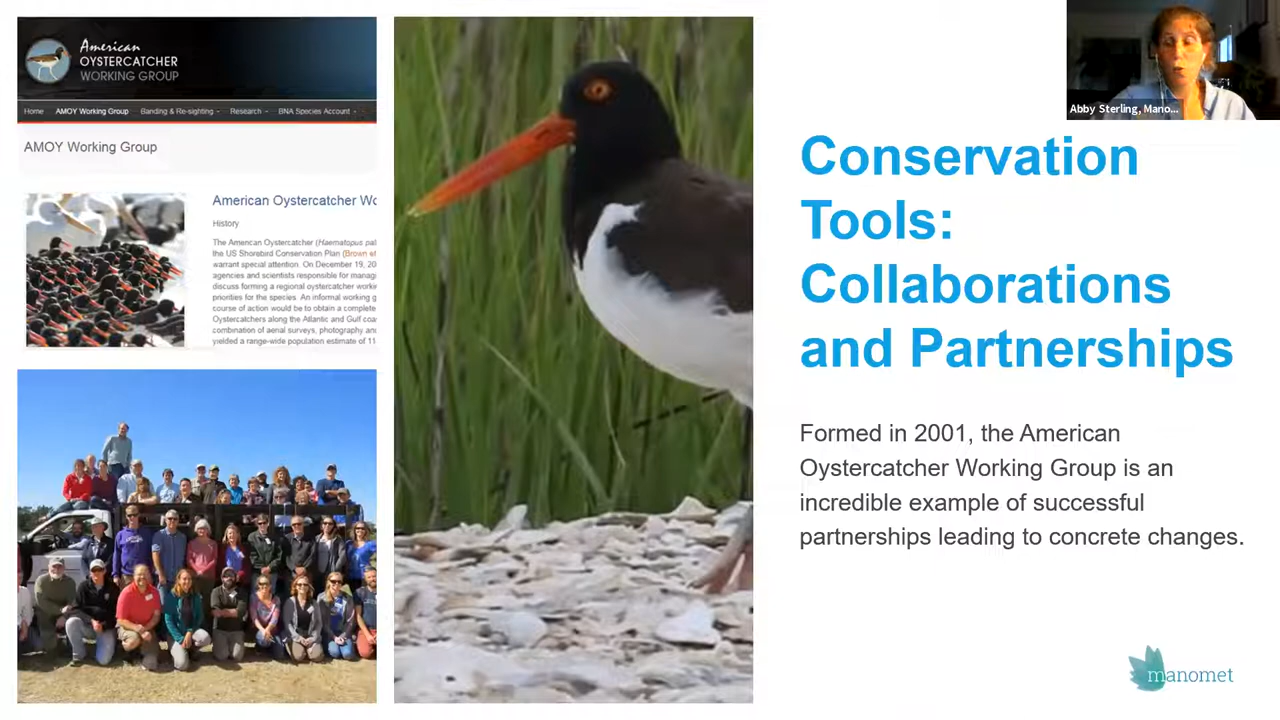 American
OYSTERCATCHER
WORKING GROUP
Home AMOY Working Group Banding & Re-sighting Research BNA Species Account
AMOY Working Group
American Oystercatcher Wo
History
The American Oystercatcher (Haematopus pal
the US Shorebird Conservation Plan (Brown et
warrant special attention. On December 19, 20
agencies and scientists responsible for manag
discuss forming a regional oystercatcher workin
priorities for the species. An informal working g
course of action would be to obtain a complete
Oystercatchers along the Atlantic and Gulf coa
combination of aerial surveys, photography and
yielded a range-wide population estimate of 11
Abby Sterling, Mano...
Conservation
Tools:
Collaborations
and Partnerships
Formed in 2001, the American
Oystercatcher Working Group is an
incredible example of successful
partnerships leading to concrete changes.
manomet